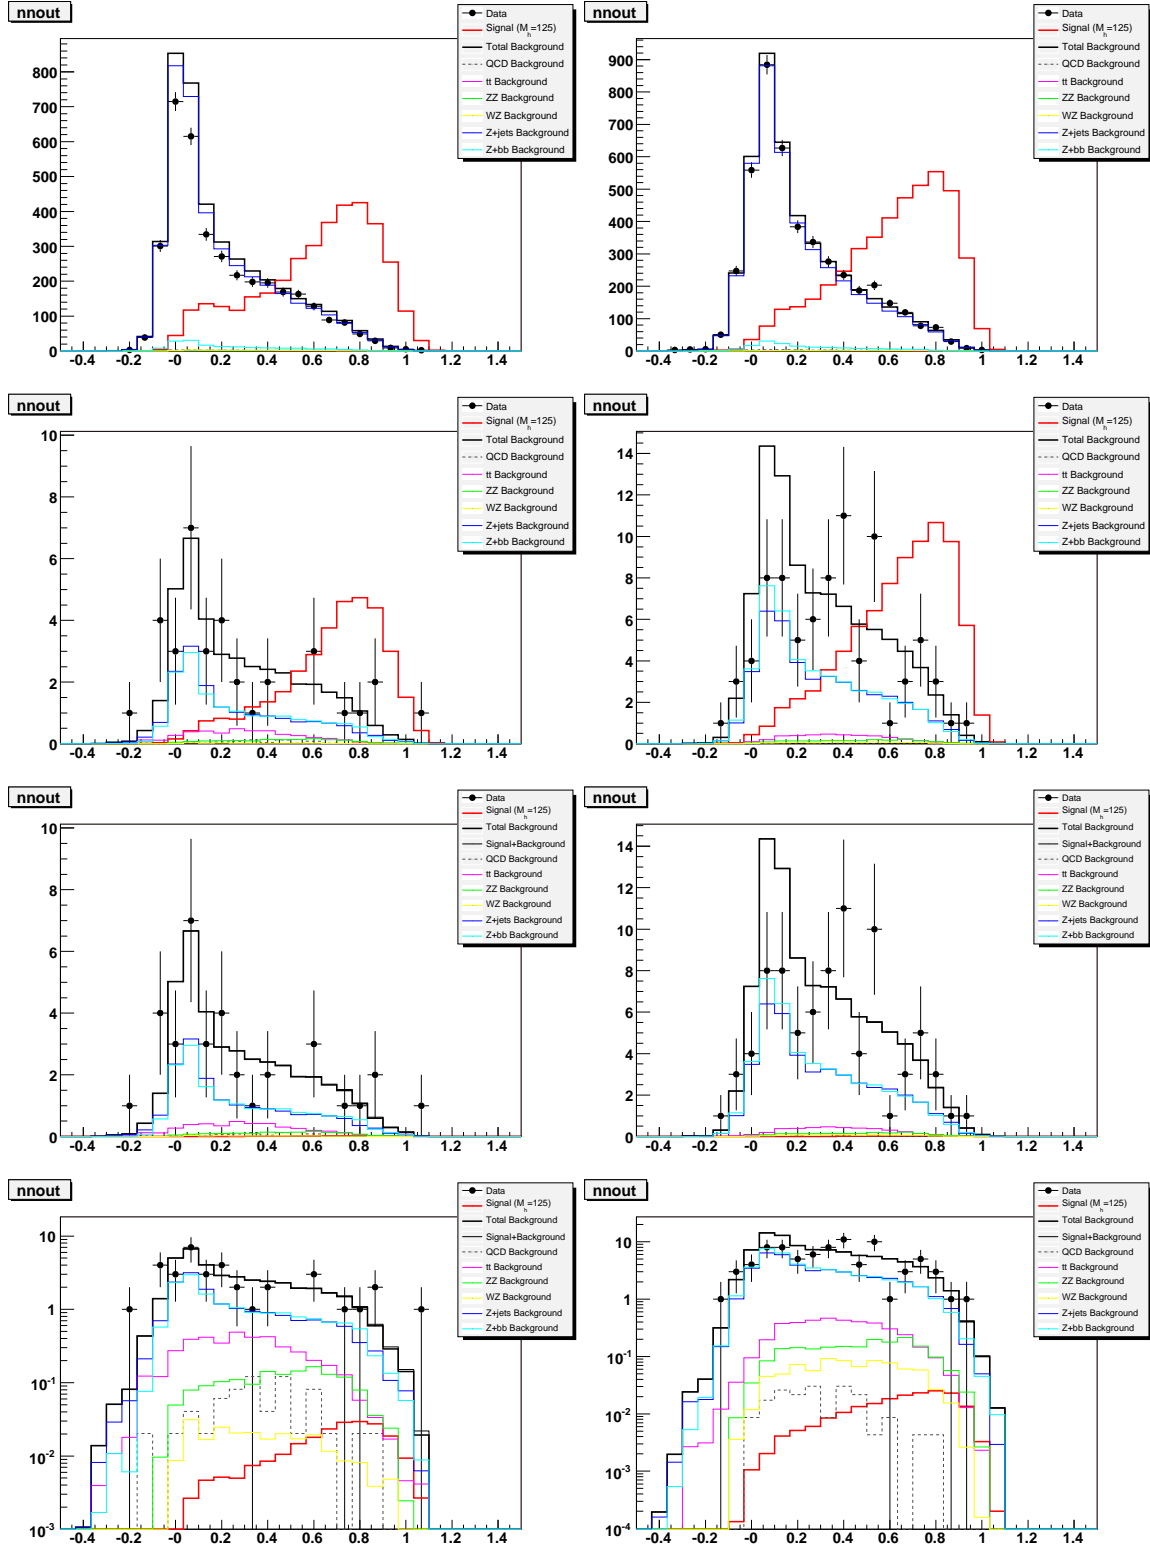 nnout
Data
Signal (M_h=125)
Total Background
QCD Background
tt Background
ZZ Background
WZ Background
Z+jets Background
Z+bb Background
800
700
600
500
400
300
200
100
0
-0.4 -0.2 -0 0.2 0.4 0.6 0.8 1 1.2 1.4
nnout
Data
Signal (M_h=125)
Total Background
QCD Background
tt Background
ZZ Background
WZ Background
Z+jets Background
Z+bb Background
900
800
700
600
500
400
300
200
100
0
-0.4 -0.2 -0 0.2 0.4 0.6 0.8 1 1.2 1.4
nnout
Data
Signal (M_h=125)
Total Background
QCD Background
tt Background
ZZ Background
WZ Background
Z+jets Background
Z+bb Background
10
8
6
4
2
0
-0.4 -0.2 -0 0.2 0.4 0.6 0.8 1 1.2 1.4
nnout
Data
Signal (M_h=125)
Total Background
QCD Background
tt Background
ZZ Background
WZ Background
Z+jets Background
Z+bb Background
14
12
10
8
6
4
2
0
-0.4 -0.2 -0 0.2 0.4 0.6 0.8 1 1.2 1.4
nnout
Data
Signal (M_h=125)
Total Background
Signal+Background
QCD Background
tt Background
ZZ Background
WZ Background
Z+jets Background
Z+bb Background
10
8
6
4
2
0
-0.4 -0.2 -0 0.2 0.4 0.6 0.8 1 1.2 1.4
nnout
Data
Signal (M_h=125)
Total Background
Signal+Background
QCD Background
tt Background
ZZ Background
WZ Background
Z+jets Background
Z+bb Background
14
12
10
8
6
4
2
0
-0.4 -0.2 -0 0.2 0.4 0.6 0.8 1 1.2 1.4
nnout
Data
Signal (M_h=125)
Total Background
Signal+Background
QCD Background
tt Background
ZZ Background
WZ Background
Z+jets Background
Z+bb Background
10
1
10⁻¹
10⁻²
10⁻³
-0.4 -0.2 -0 0.2 0.4 0.6 0.8 1 1.2 1.4
nnout
Data
Signal (M_h=125)
Total Background
Signal+Background
QCD Background
tt Background
ZZ Background
WZ Background
Z+jets Background
Z+bb Background
10
1
10⁻¹
10⁻²
10⁻³
10⁻⁴
-0.4 -0.2 -0 0.2 0.4 0.6 0.8 1 1.2 1.4